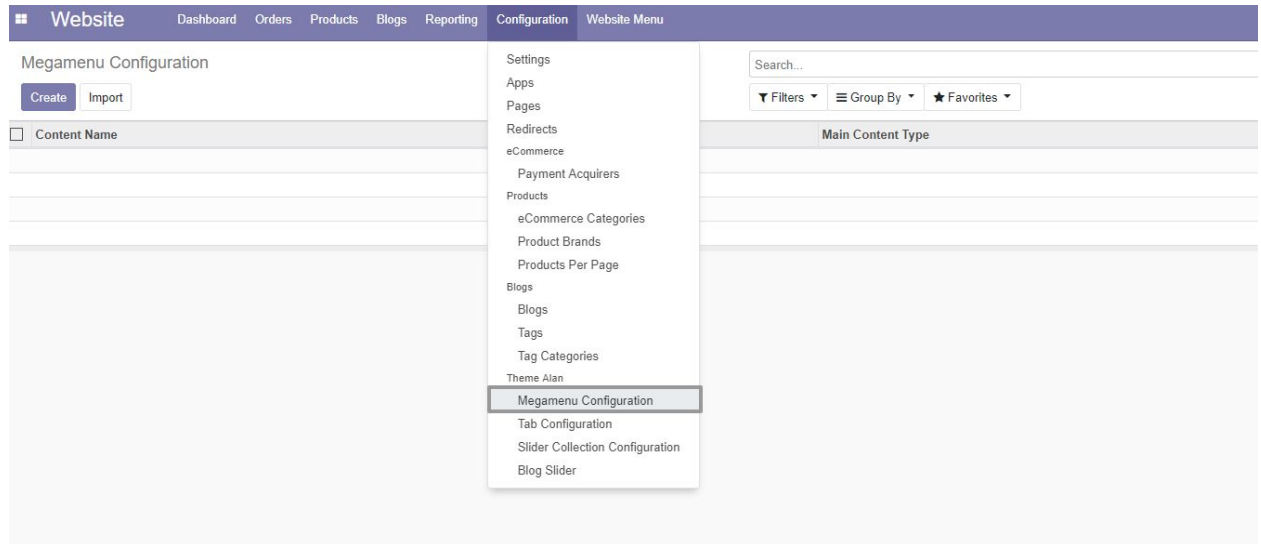 Website Dashboard Orders Products Blogs Reporting Configuration Website Menu
Megamenu Configuration
Create Import
Search...
Filters Group By Favorites
Content Name Main Content Type
Settings
Apps
Pages
Redirects
eCommerce
Payment Acquirers
Products
eCommerce Categories
Product Brands
Products Per Page
Blogs
Blogs
Tags
Tag Categories
Theme Alan
Megamenu Configuration
Tab Configuration
Slider Collection Configuration
Blog Slider